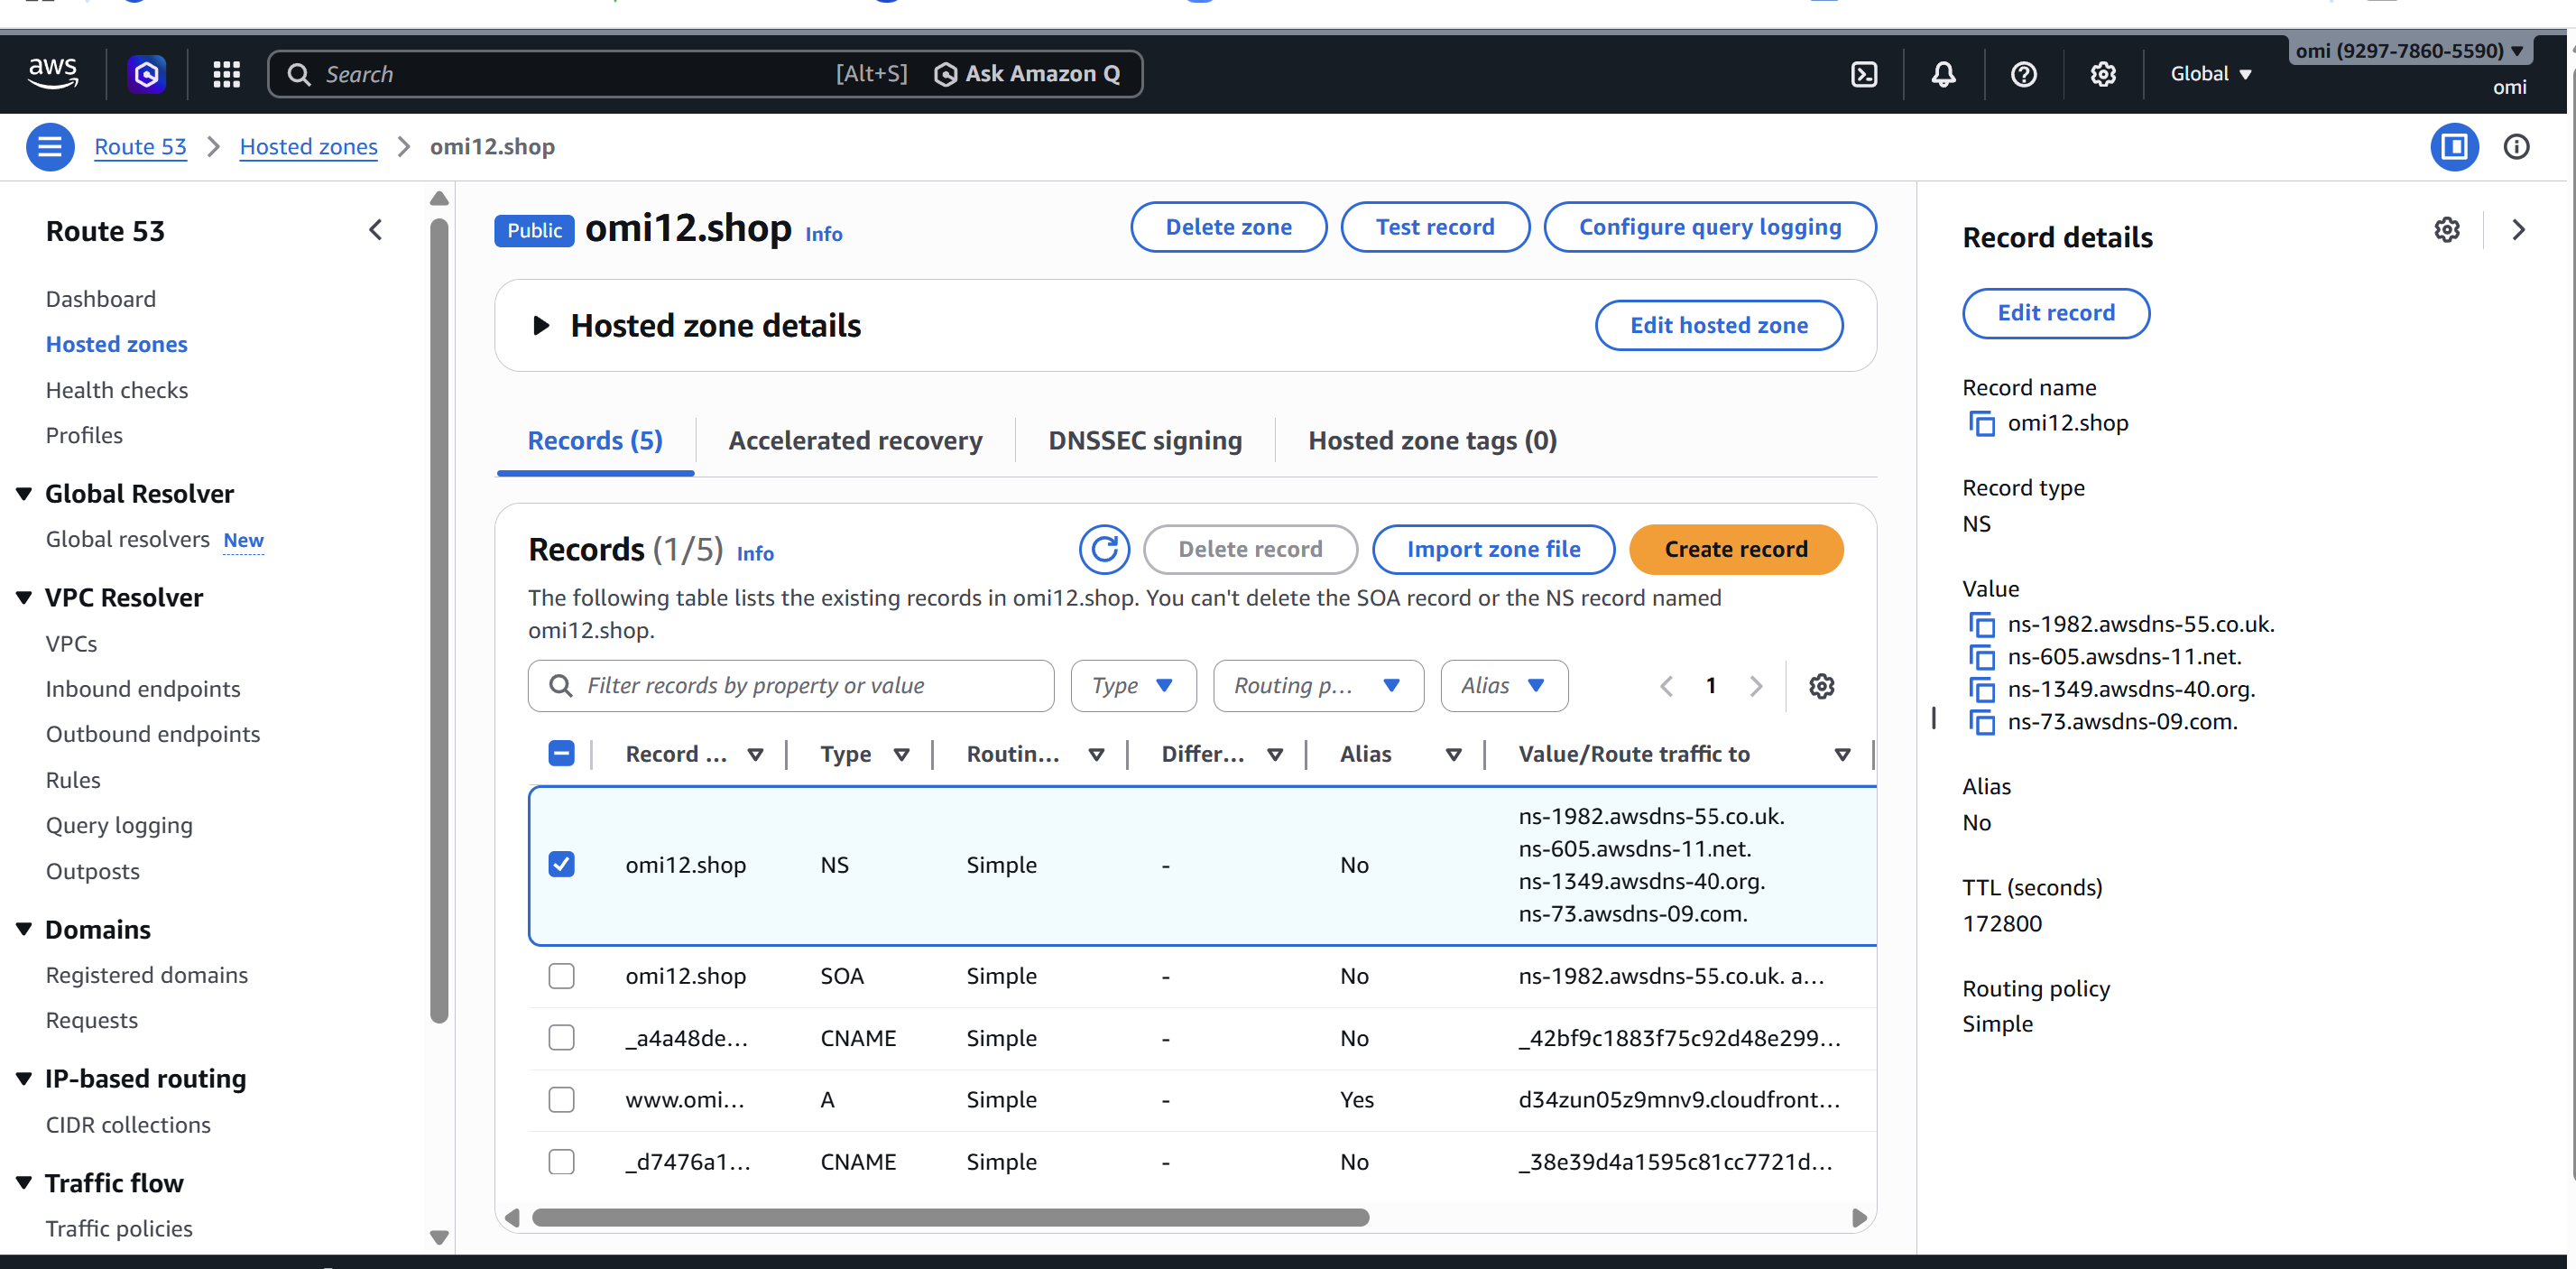 aws
Search
[Alt+S]
Ask Amazon Q
Global
omi (9297-7860-5590)
omi
Route 53
Hosted zones
omi12.shop
Route 53
Dashboard
Hosted zones
Health checks
Profiles
Global Resolver
Global resolvers New
VPC Resolver
VPCs
Inbound endpoints
Outbound endpoints
Rules
Query logging
Outposts
Domains
Registered domains
Requests
IP-based routing
CIDR collections
Traffic flow
Traffic policies
Public omi12.shop Info
Delete zone
Test record
Configure query logging
Hosted zone details
Edit hosted zone
Records (5)
Accelerated recovery
DNSSEC signing
Hosted zone tags (0)
Records (1/5) Info
Delete record
Import zone file
Create record
The following table lists the existing records in omi12.shop. You can't delete the SOA record or the NS record named
omi12.shop.
Filter records by property or value
Type
Routing p...
Alias
1
Record ... Type Routin... Differ... Alias Value/Route traffic to
omi12.shop NS Simple - No
ns-1982.awsdns-55.co.uk.
ns-605.awsdns-11.net.
ns-1349.awsdns-40.org.
ns-73.awsdns-09.com.
omi12.shop SOA Simple - No ns-1982.awsdns-55.co.uk. a...
_a4a48de... CNAME Simple - No _42bf9c1883f75c92d48e299...
www.omi... A Simple - Yes d34zun05z9mnv9.cloudfront...
_d7476a1... CNAME Simple - No _38e39d4a1595c81cc7721d...
Record details
Edit record
Record name
omi12.shop
Record type
NS
Value
ns-1982.awsdns-55.co.uk.
ns-605.awsdns-11.net.
ns-1349.awsdns-40.org.
ns-73.awsdns-09.com.
Alias
No
TTL (seconds)
172800
Routing policy
Simple